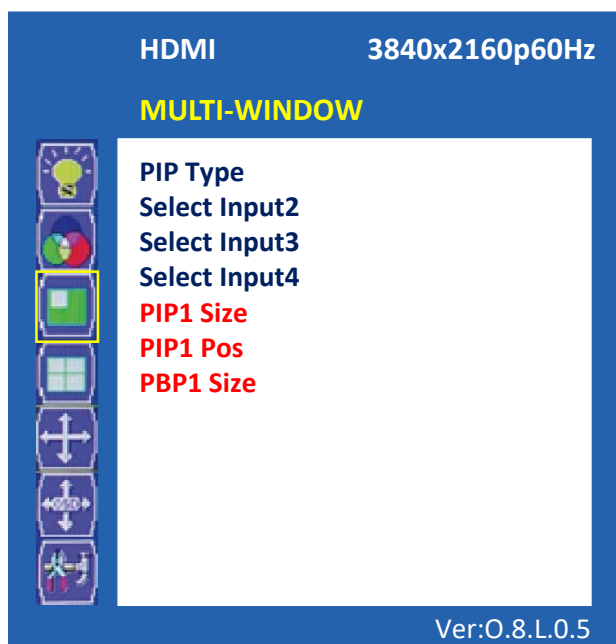 HDMI 3840x2160p60Hz
MULTI-WINDOW
PIP Type
Select Input2
Select Input3
Select Input4
PIP1 Size
PIP1 Pos
PBP1 Size
OSD
Ver:O.8.L.0.5